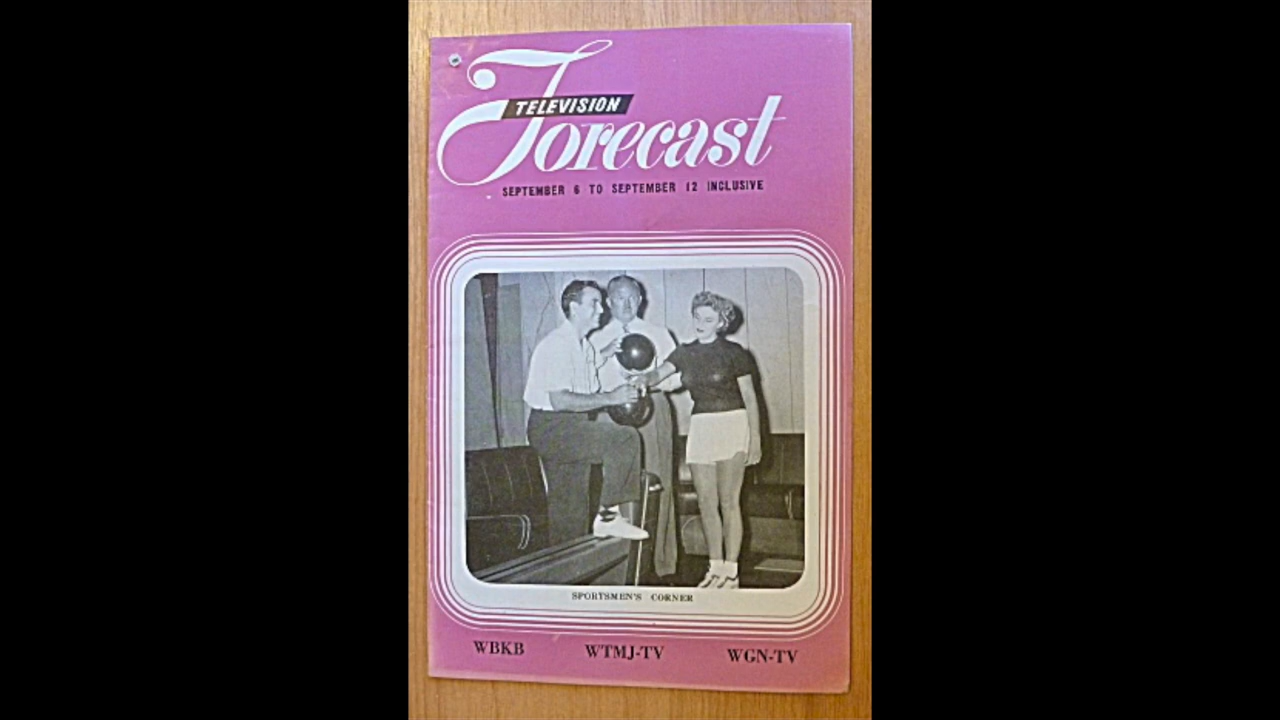 TELEVISION
Forecast
SEPTEMBER 6 TO SEPTEMBER 12 INCLUSIVE
SPORTSMEN'S CORNER
WBKB WTMJ-TV WGN-TV